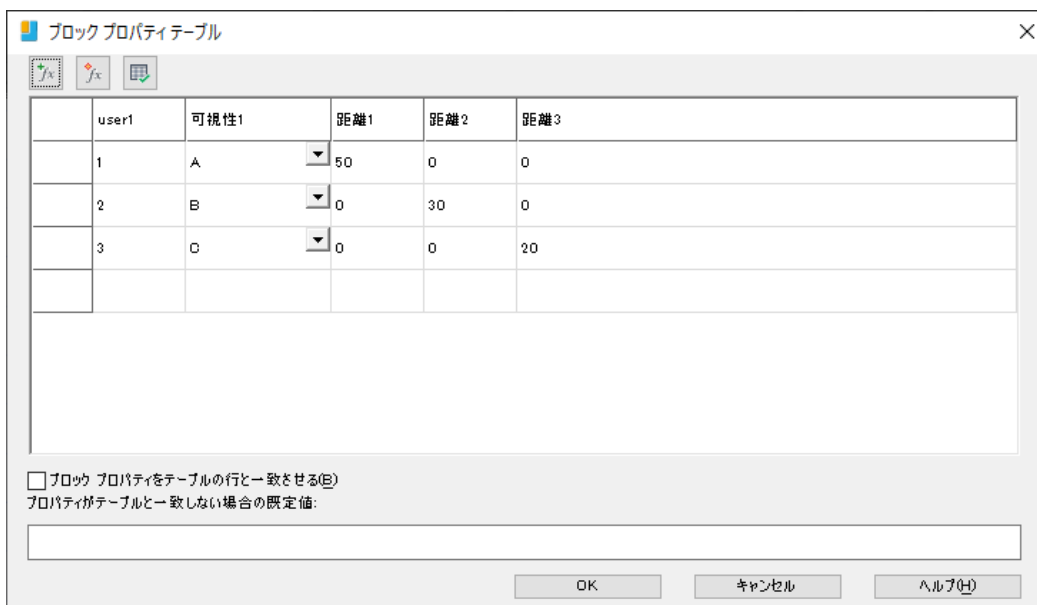 ブロック プロパティ テーブル
user1 可視性1 距離1 距離2 距離3
1 A 50 0 0
2 B 0 30 0
3 C 0 0 20
ブロック プロパティをテーブルの行と一致させる(B)
プロパティがテーブルと一致しない場合の既定値:
OK キャンセル ヘルプ(H)